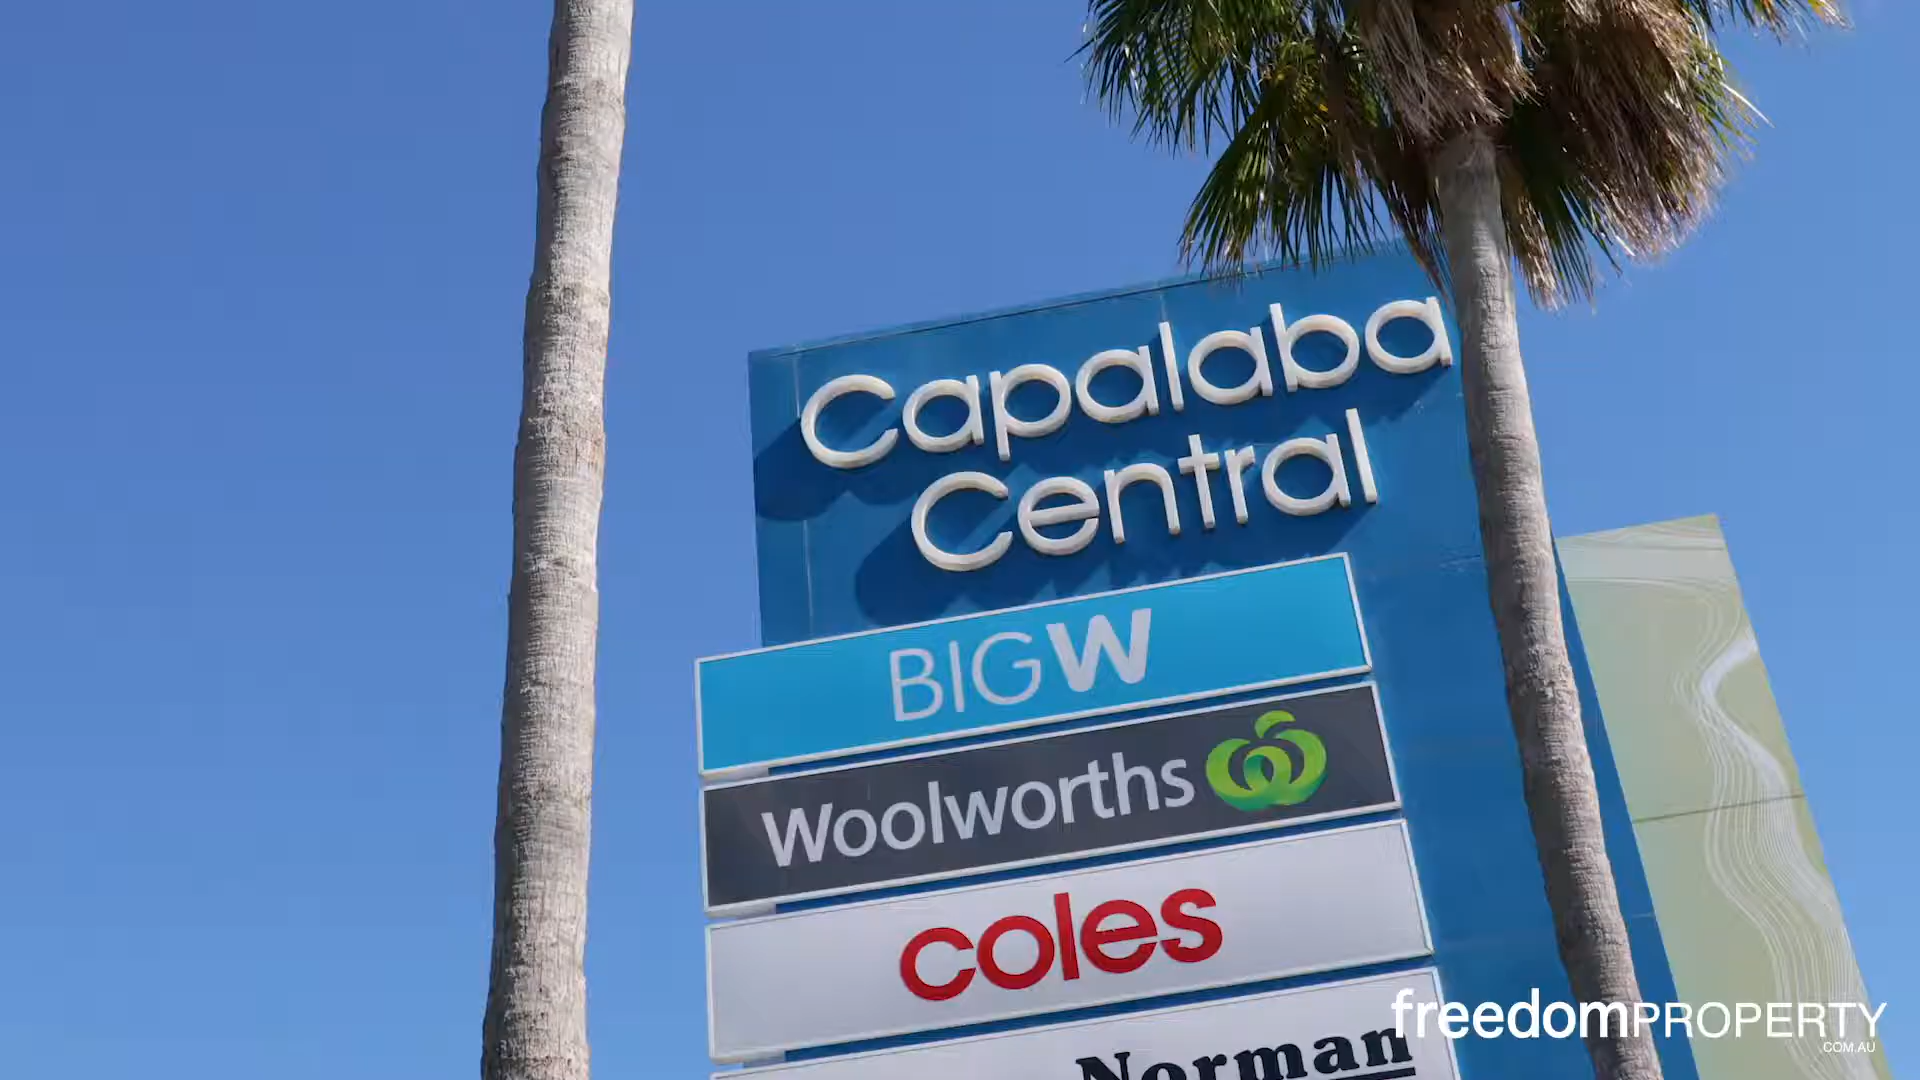 Capalaba
Central
BIGW
Woolworths
coles
Norman
freedomPROPERTY
.COM.AU